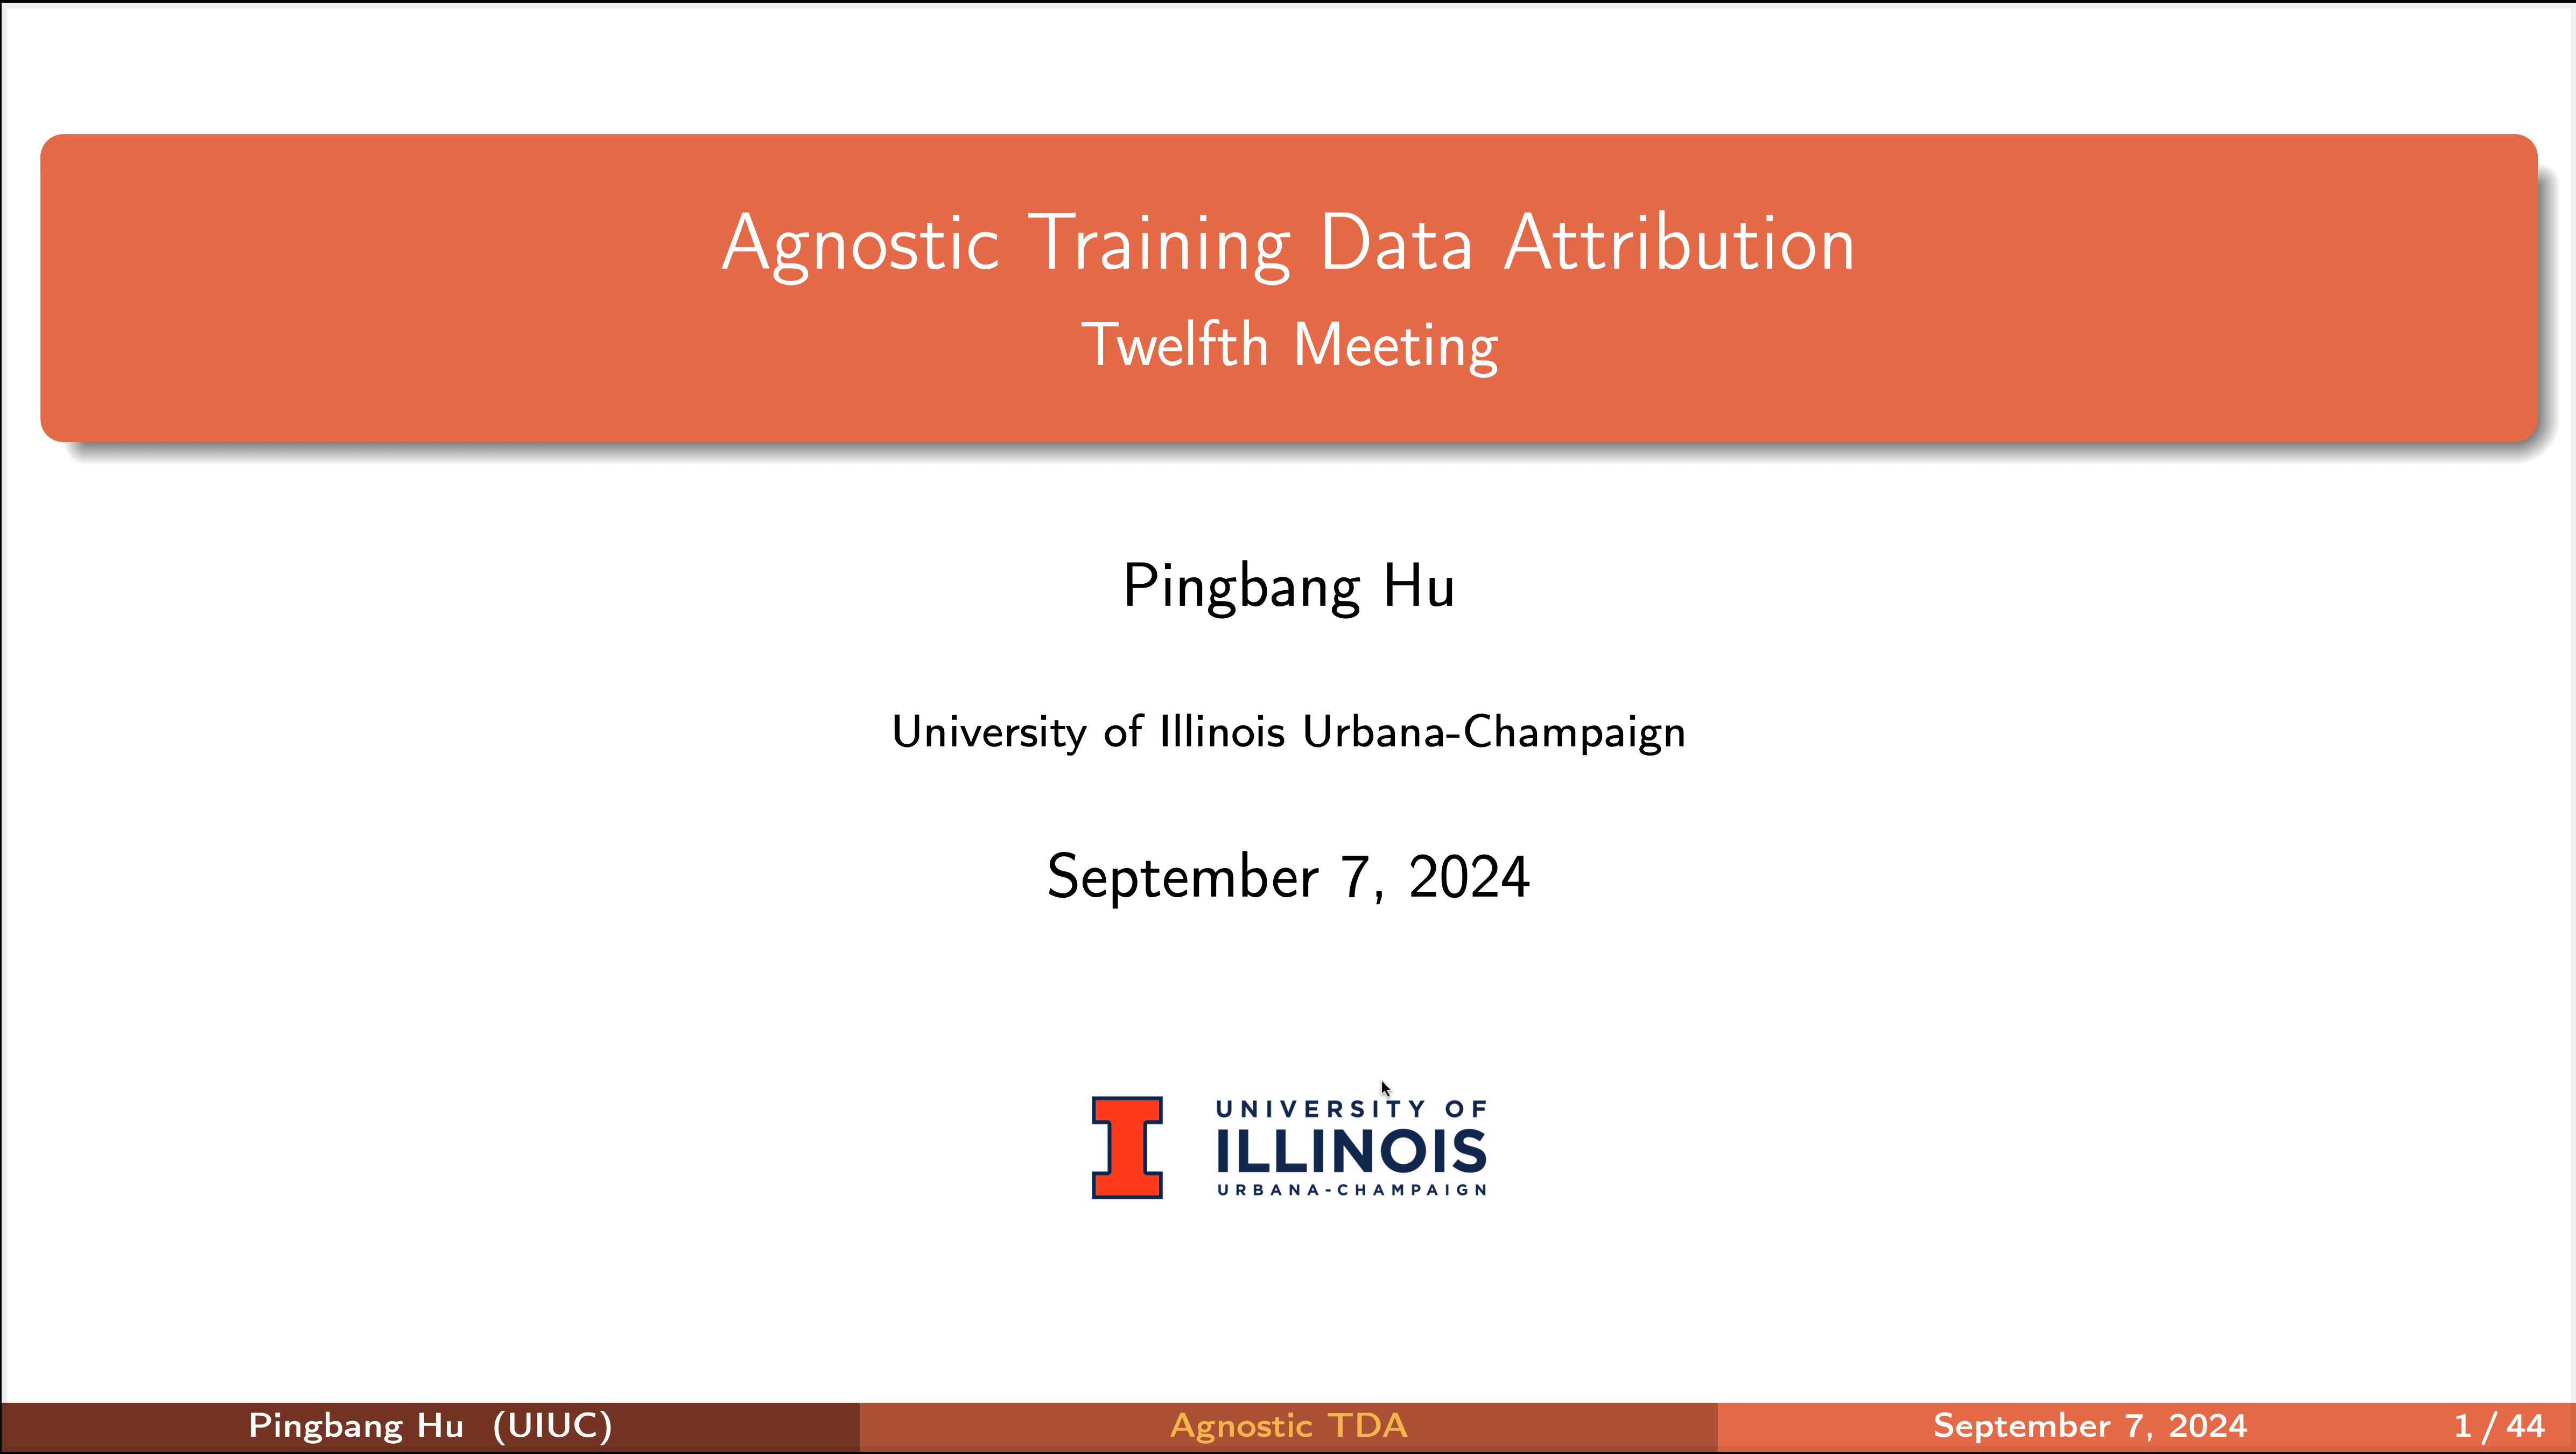 Agnostic Training Data Attribution
Twelfth Meeting
Pingbang Hu
University of Illinois Urbana-Champaign
September 7, 2024
I
UNIVERSITY OF
ILLINOIS
URBANA-CHAMPAIGN
Pingbang Hu (UIUC) Agnostic TDA September 7, 2024 1 / 44